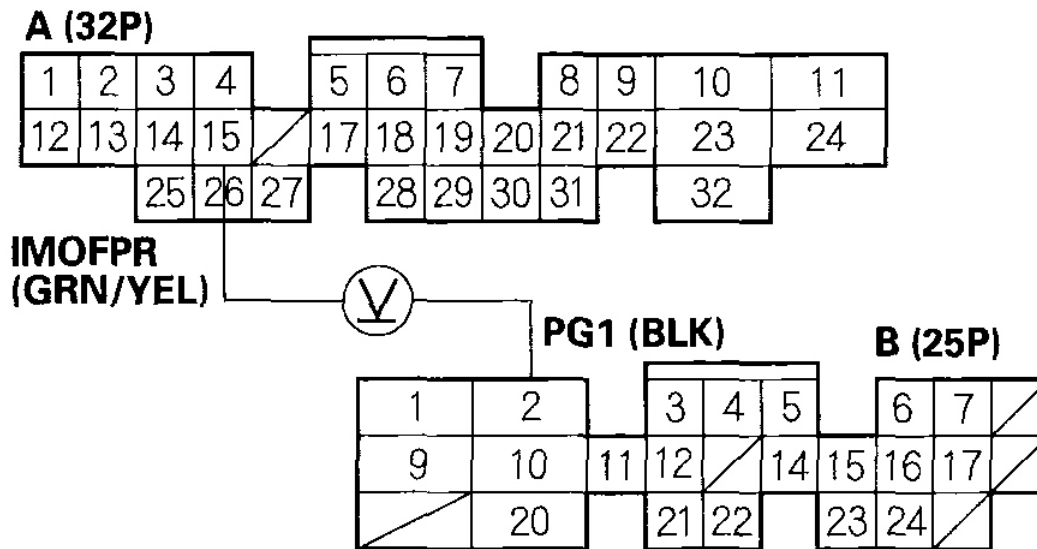 A (32P)
1 2 3 4 5 6 7 8 9 10 11
12 13 14 15 17 18 19 20 21 22 23 24
25 26 27 28 29 30 31 32
IMOFPR
(GRN/YEL)
V
PG1 (BLK)
B (25P)
1 2 3 4 5 6 7
9 10 11 12 14 15 16 17
20 21 22 23 24